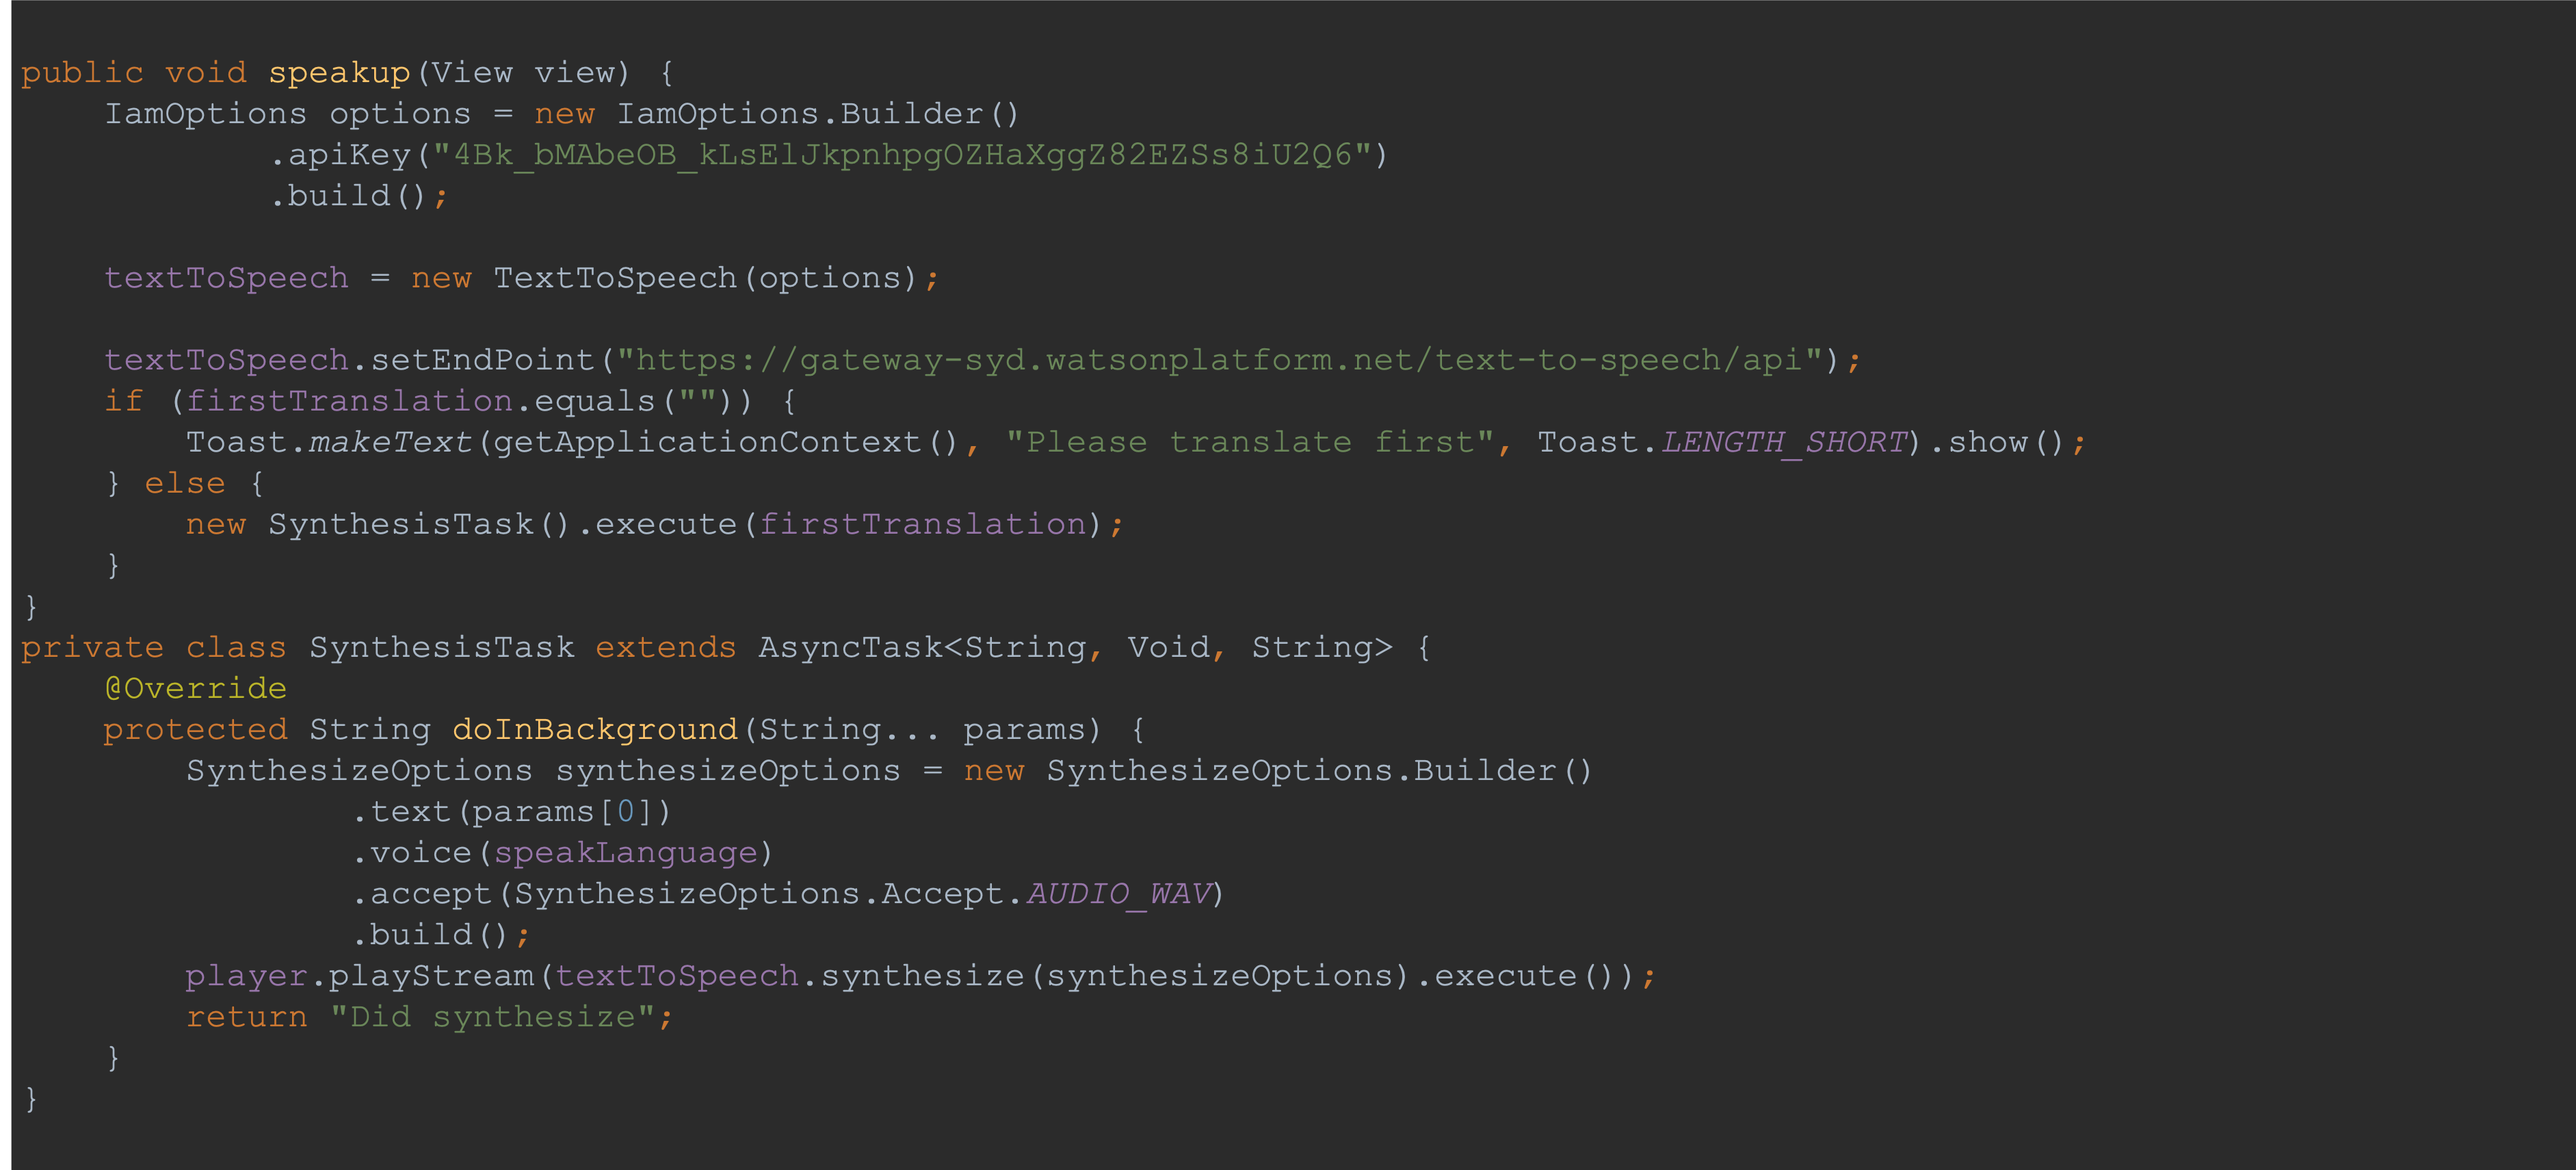 public void speakup(View view) {
    IamOptions options = new IamOptions.Builder()
            .apiKey("4Bk_bMAbeOB_kLsElJkpnhpgOZHaXggZ82EZSs8iU2Q6")
            .build();

    textToSpeech = new TextToSpeech(options);

    textToSpeech.setEndPoint("https://gateway-syd.watsonplatform.net/text-to-speech/api");
    if (firstTranslation.equals("")) {
        Toast.makeText(getApplicationContext(), "Please translate first", Toast.LENGTH_SHORT).show();
    } else {
        new SynthesisTask().execute(firstTranslation);
    }
}
private class SynthesisTask extends AsyncTask<String, Void, String> {
    @Override
    protected String doInBackground(String... params) {
        SynthesizeOptions synthesizeOptions = new SynthesizeOptions.Builder()
                .text(params[0])
                .voice(speakLanguage)
                .accept(SynthesizeOptions.Accept.AUDIO_WAV)
                .build();
        player.playStream(textToSpeech.synthesize(synthesizeOptions).execute());
        return "Did synthesize";
    }
}